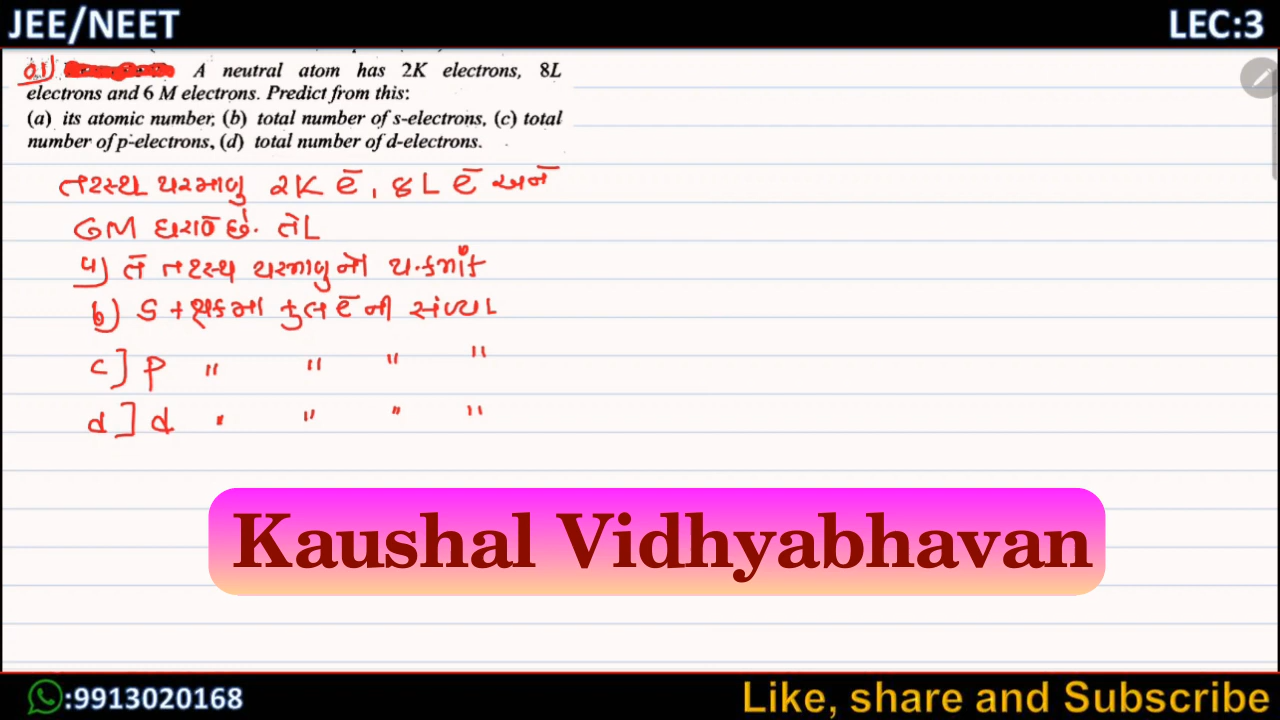 JEE/NEET
LEC:3
Q1) A neutral atom has 2K electrons, 8L
electrons and 6 M electrons. Predict from this:
(a) its atomic number, (b) total number of s-electrons, (c) total
number of p-electrons, (d) total number of d-electrons.
તટસ્થ પરમાણુ 2K ē, 8L ē અને
6M ધરાવે છે. તો
a) તે તટસ્થ પરમાણુનો પ.ક્રમાંક
b) s કક્ષકમાં કુલ ē ની સંખ્યા
c] p " " " "
d] d " " " "
Kaushal Vidhyabhavan
:9913020168
Like, share and Subscribe